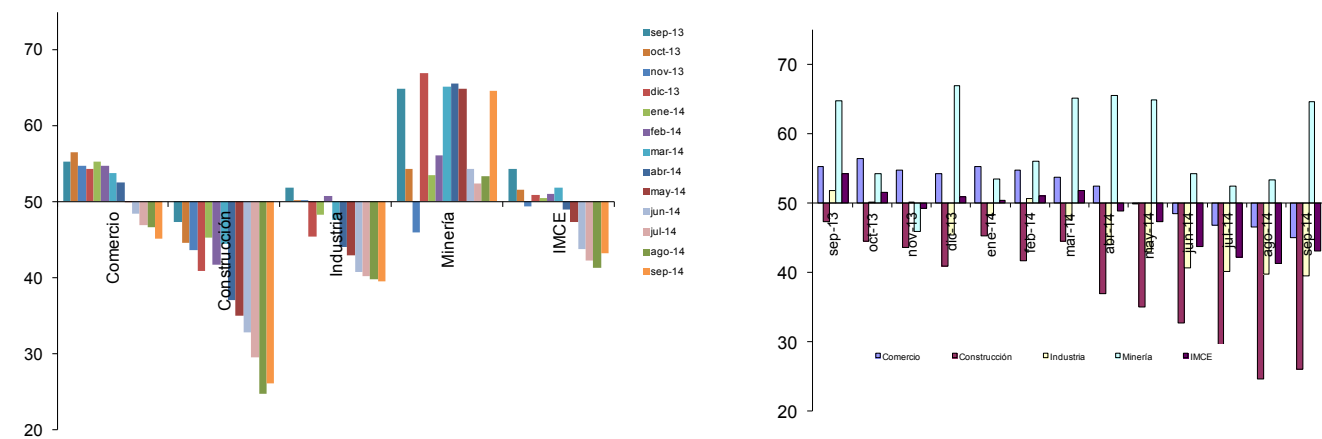 70
60
50
40
30
20
Comercio
Construcción
Industria
Minería
IMCE
sep-13
oct-13
nov-13
dic-13
ene-14
feb-14
mar-14
abr-14
may-14
jun-14
jul-14
ago-14
sep-14
70
60
50
40
30
20
sep-13
oct-13
nov-13
dic-13
ene-14
feb-14
mar-14
abr-14
may-14
jun-14
jul-14
ago-14
sep-14
Comercio Construcción Industria Minería IMCE